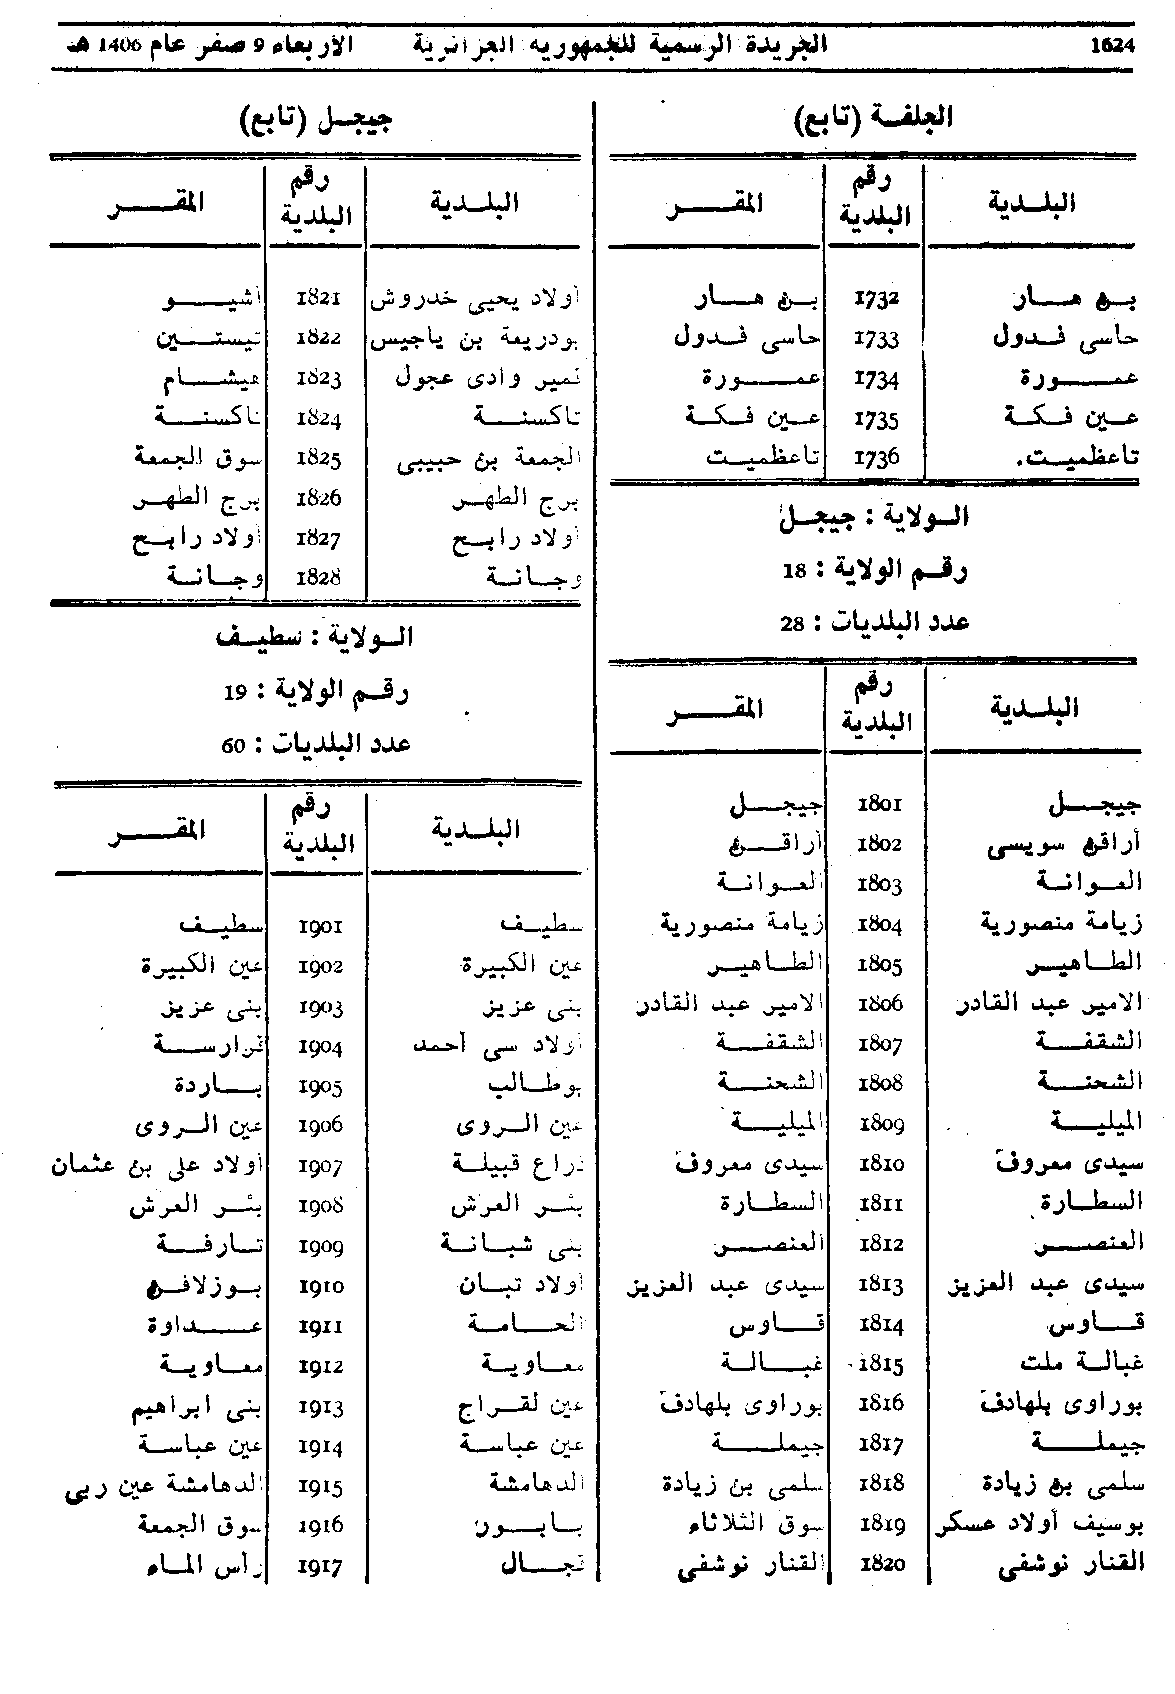 1624 الجريدة الرسمية للجمهورية الجزائرية الاربعاء 9 صفر عام 1406 هـ
الجلفة (تابع)
البلدية رقم البلدية المقر
بن هار 1732 بن هار
حاسى فدول 1733 حاسى فدول
عمورة 1734 عمورة
عين فكة 1735 عين فكة
تاعظميت 1736 تاعظميت
الولاية : جيجل
رقم الولاية : 18
عدد البلديات : 28
البلدية رقم البلدية المقر
جيجل 1801 جيجل
أراقن سويسى 1802 أراقن
العوانة 1803 العوانة
زيامة منصورية 1804 زيامة منصورية
الطاهير 1805 الطاهير
الامير عبد القادر 1806 الامير عبد القادر
الشقفة 1807 الشقفة
الشحنة 1808 الشحنة
الميلية 1809 الميلية
سيدى معروف 1810 سيدى معروف
السطارة 1811 السطارة
العنصر 1812 العنصر
سيدى عبد العزيز 1813 سيدى عبد العزيز
قاوس 1814 قاوس
غبالة ملت 1815 غبالة
بوراوى بلهادف 1816 بوراوى بلهادف
جيملة 1817 جيملة
سلمى بن زيادة 1818 سلمى بن زيادة
بوسيف أولاد عسكر 1819 سوق الثلاثاء
القنار نوشفى 1820 القنار نوشفى
جيجل (تابع)
البلدية رقم البلدية المقر
أولاد يحيى خدروش 1821 أشيو
بودريعة بن ياجيس 1822 تيستين
تمير وادى عجول 1823 عيشام
تاكسنة 1824 تاكسنة
الجمعة بن حبيبى 1825 سوق الجمعة
برج الطهر 1826 برج الطهر
أولاد رابح 1827 أولاد رابح
وجانة 1828 وجانة
الولاية : سطيف
رقم الولاية : 19
عدد البلديات : 60
البلدية رقم البلدية المقر
سطيف 1901 سطيف
عين الكبيرة 1902 عين الكبيرة
بنى عزيز 1903 بنى عزيز
أولاد سى أحمد 1904 تزارسة
بوطالب 1905 باردة
عين الروى 1906 عين الروى
ذراع قبيلة 1907 أولاد على بن عثمان
بئر العرش 1908 بئر العرش
بنى شبانة 1909 تارفة
أولاد تبان 1910 بوزلافن
الحامة 1911 عداوة
معاوية 1912 معاوية
عين لقراج 1913 بنى ابراهيم
عين عباسة 1914 عين عباسة
الدهامشة 1915 الدهامشة عين ربى
بابور 1916 سوق الجمعة
تجال 1917 رأس الماء